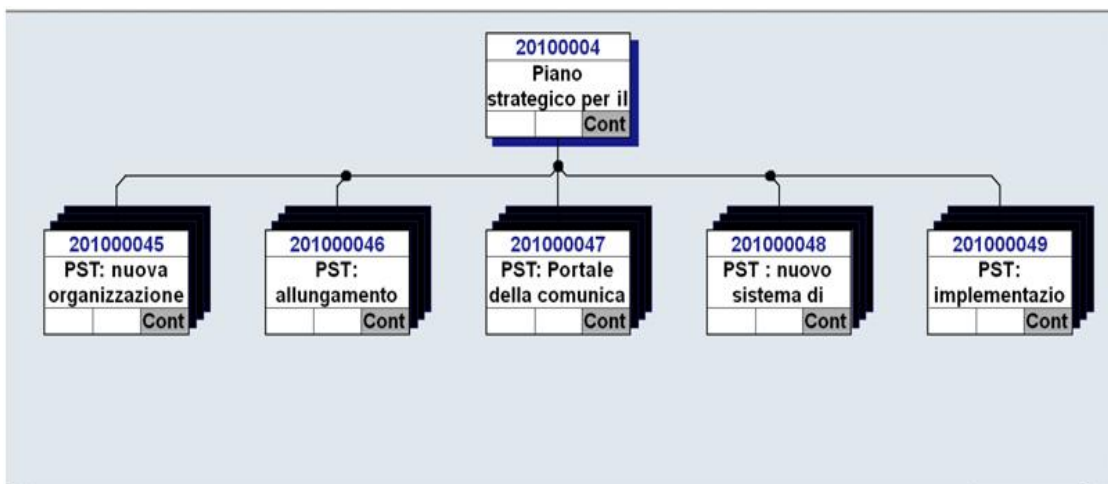 20100004
Piano
strategico per il
Cont
201000045
PST: nuova
organizzazione
Cont
201000046
PST:
allungamento
Cont
201000047
PST: Portale
della comunica
Cont
201000048
PST : nuovo
sistema di
Cont
201000049
PST:
implementazio
Cont